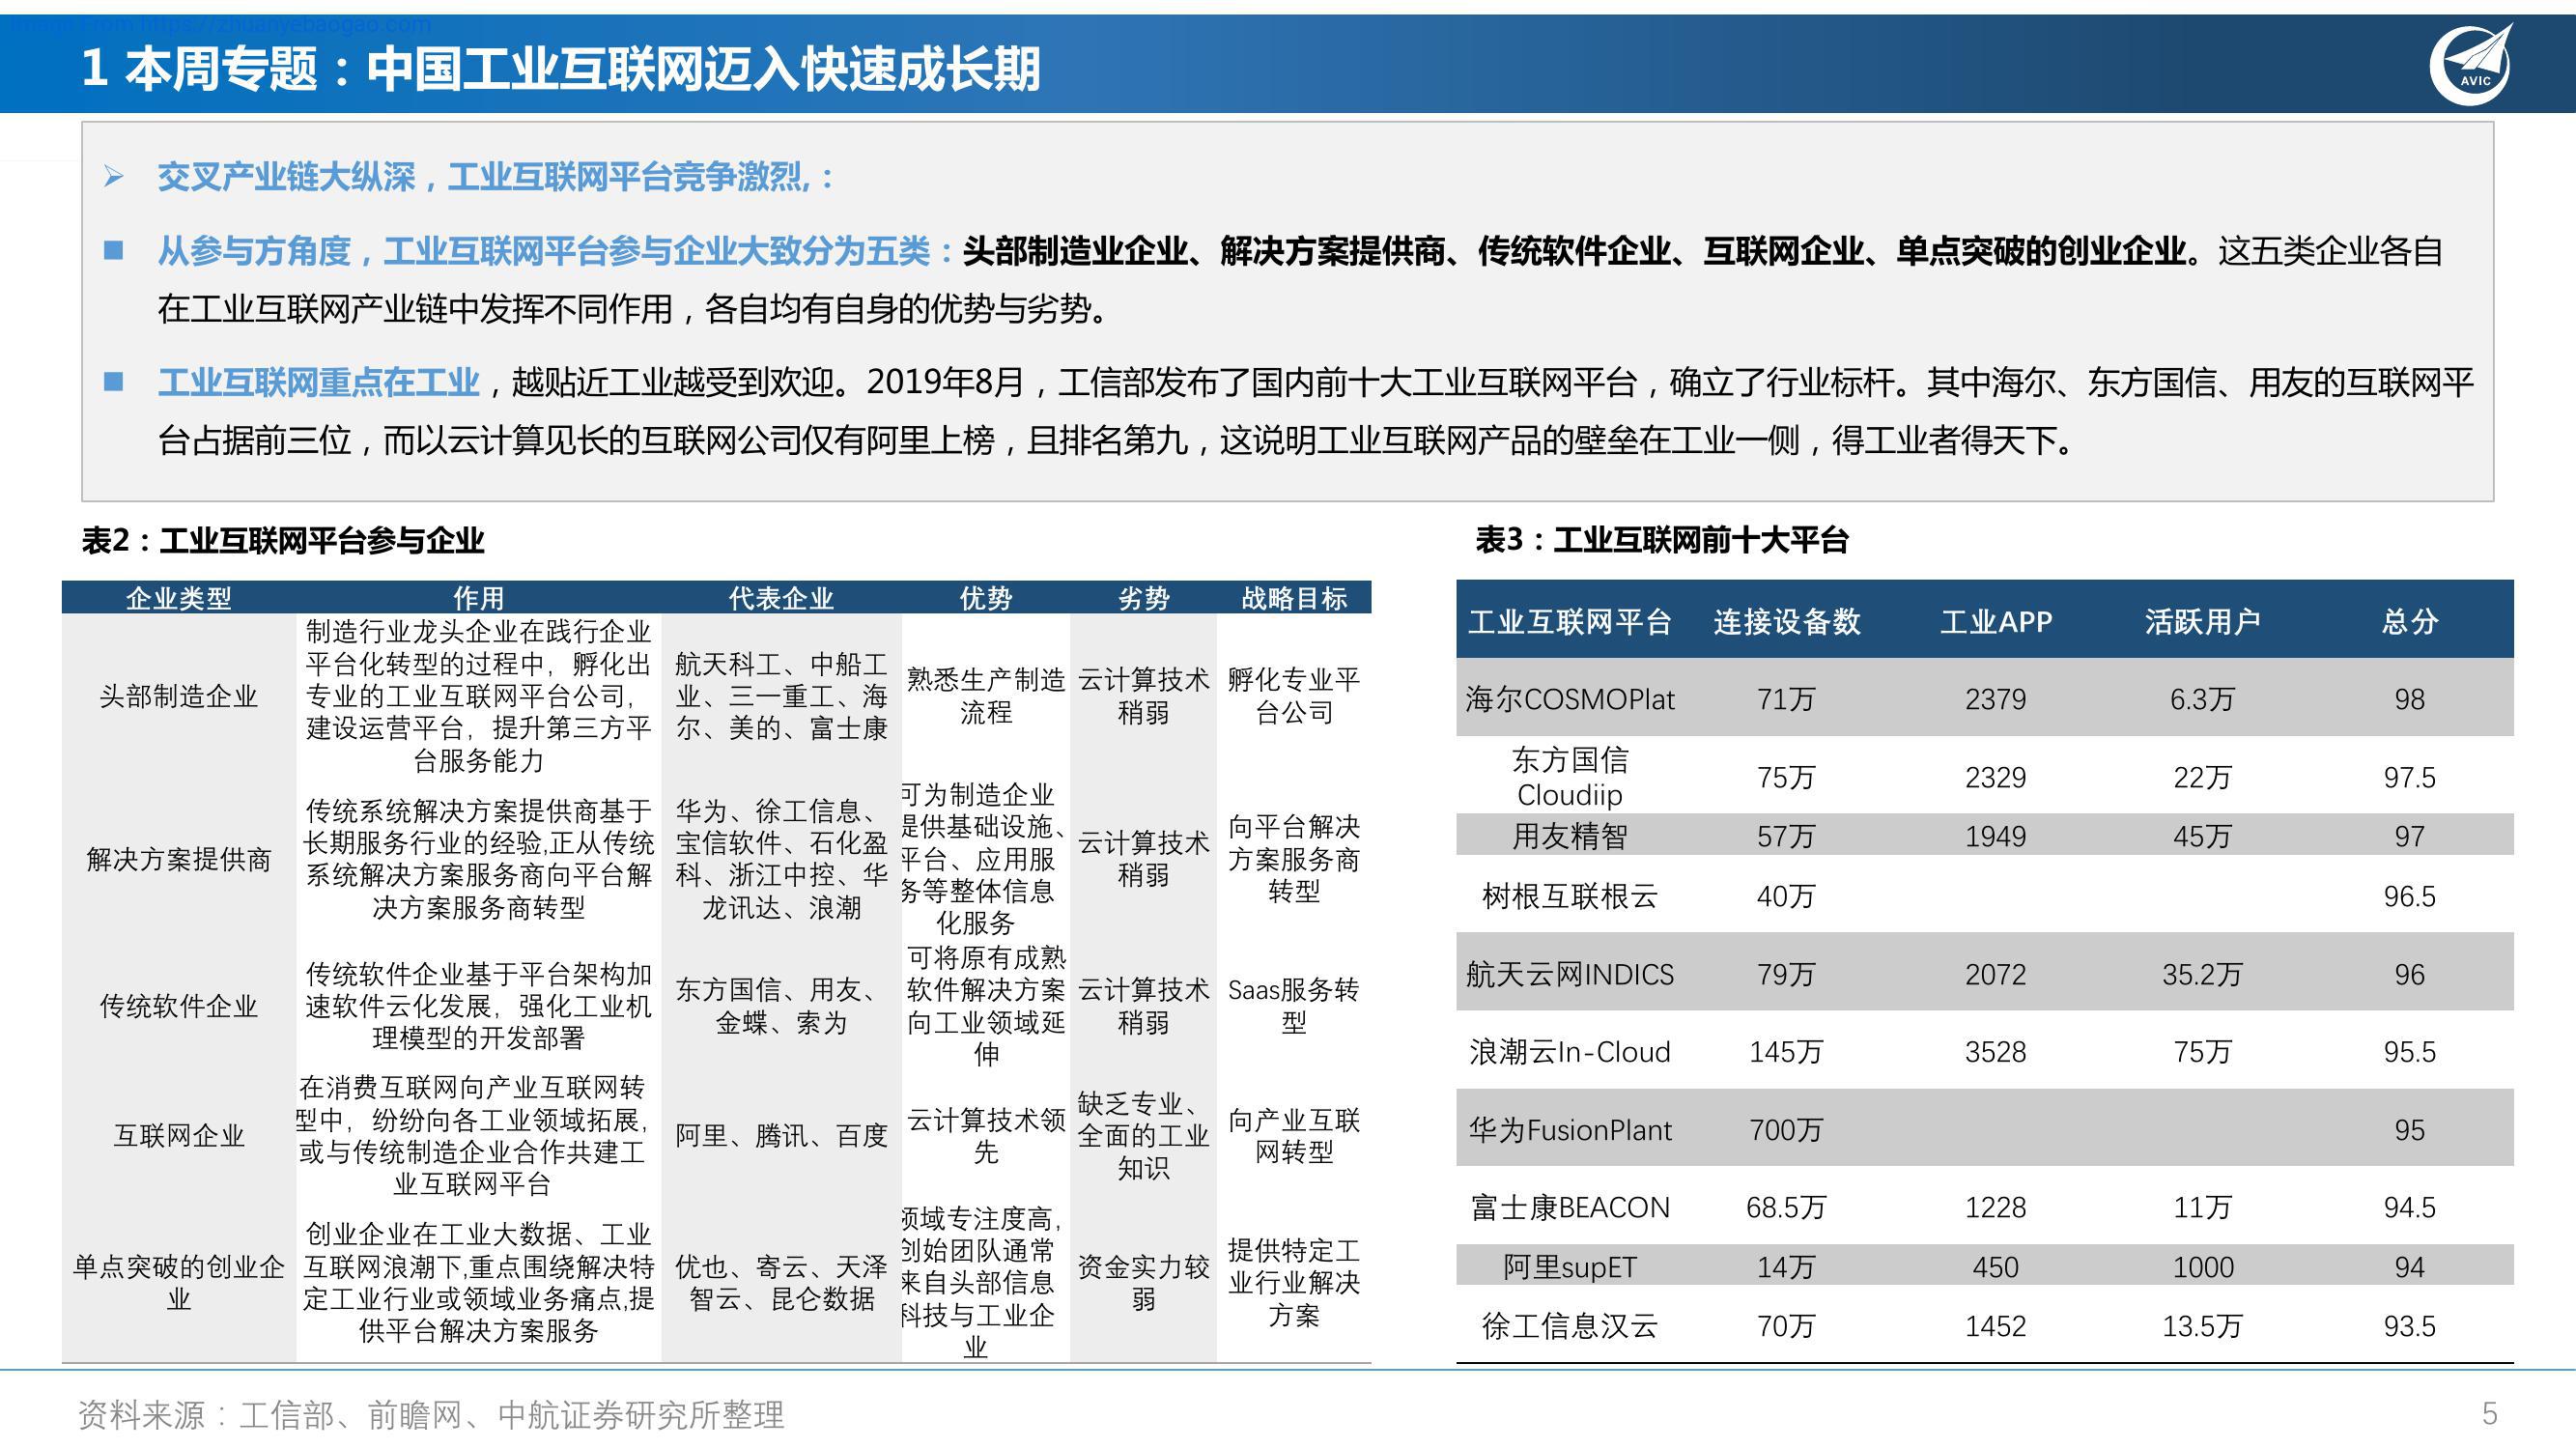 Image From https://zhuanyebaogao.com
1 本周专题：中国工业互联网迈入快速成长期
AVIC
交叉产业链大纵深，工业互联网平台竞争激烈,：
从参与方角度，工业互联网平台参与企业大致分为五类：头部制造业企业、解决方案提供商、传统软件企业、互联网企业、单点突破的创业企业。这五类企业各自
在工业互联网产业链中发挥不同作用，各自均有自身的优势与劣势。
工业互联网重点在工业，越贴近工业越受到欢迎。2019年8月，工信部发布了国内前十大工业互联网平台，确立了行业标杆。其中海尔、东方国信、用友的互联网平
台占据前三位，而以云计算见长的互联网公司仅有阿里上榜，且排名第九，这说明工业互联网产品的壁垒在工业一侧，得工业者得天下。
表2：工业互联网平台参与企业
企业类型 作用 代表企业 优势 劣势 战略目标
头部制造企业
制造行业龙头企业在践行企业
平台化转型的过程中，孵化出
专业的工业互联网平台公司，
建设运营平台，提升第三方平
台服务能力
航天科工、中船工
业、三一重工、海
尔、美的、富士康
熟悉生产制造
流程
云计算技术
稍弱
孵化专业平
台公司
解决方案提供商
传统系统解决方案提供商基于
长期服务行业的经验,正从传统
系统解决方案服务商向平台解
决方案服务商转型
华为、徐工信息、
宝信软件、石化盈
科、浙江中控、华
龙讯达、浪潮
可为制造企业
提供基础设施、
平台、应用服
务等整体信息
化服务
云计算技术
稍弱
向平台解决
方案服务商
转型
传统软件企业
传统软件企业基于平台架构加
速软件云化发展，强化工业机
理模型的开发部署
东方国信、用友、
金蝶、索为
可将原有成熟
软件解决方案
向工业领域延
伸
云计算技术
稍弱
Saas服务转
型
互联网企业
在消费互联网向产业互联网转
型中，纷纷向各工业领域拓展，
或与传统制造企业合作共建工
业互联网平台
阿里、腾讯、百度
云计算技术领
先
缺乏专业、
全面的工业
知识
向产业互联
网转型
单点突破的创业企
业
创业企业在工业大数据、工业
互联网浪潮下,重点围绕解决特
定工业行业或领域业务痛点,提
供平台解决方案服务
优也、寄云、天泽
智云、昆仑数据
领域专注度高，
创始团队通常
来自头部信息
科技与工业企
业
资金实力较
弱
提供特定工
业行业解决
方案
表3：工业互联网前十大平台
工业互联网平台 连接设备数 工业APP 活跃用户 总分
海尔COSMOPlat 71万 2379 6.3万 98
东方国信
Cloudiip 75万 2329 22万 97.5
用友精智 57万 1949 45万 97
树根互联根云 40万 96.5
航天云网INDICS 79万 2072 35.2万 96
浪潮云In-Cloud 145万 3528 75万 95.5
华为FusionPlant 700万 95
富士康BEACON 68.5万 1228 11万 94.5
阿里supET 14万 450 1000 94
徐工信息汉云 70万 1452 13.5万 93.5
资料来源：工信部、前瞻网、中航证券研究所整理
5